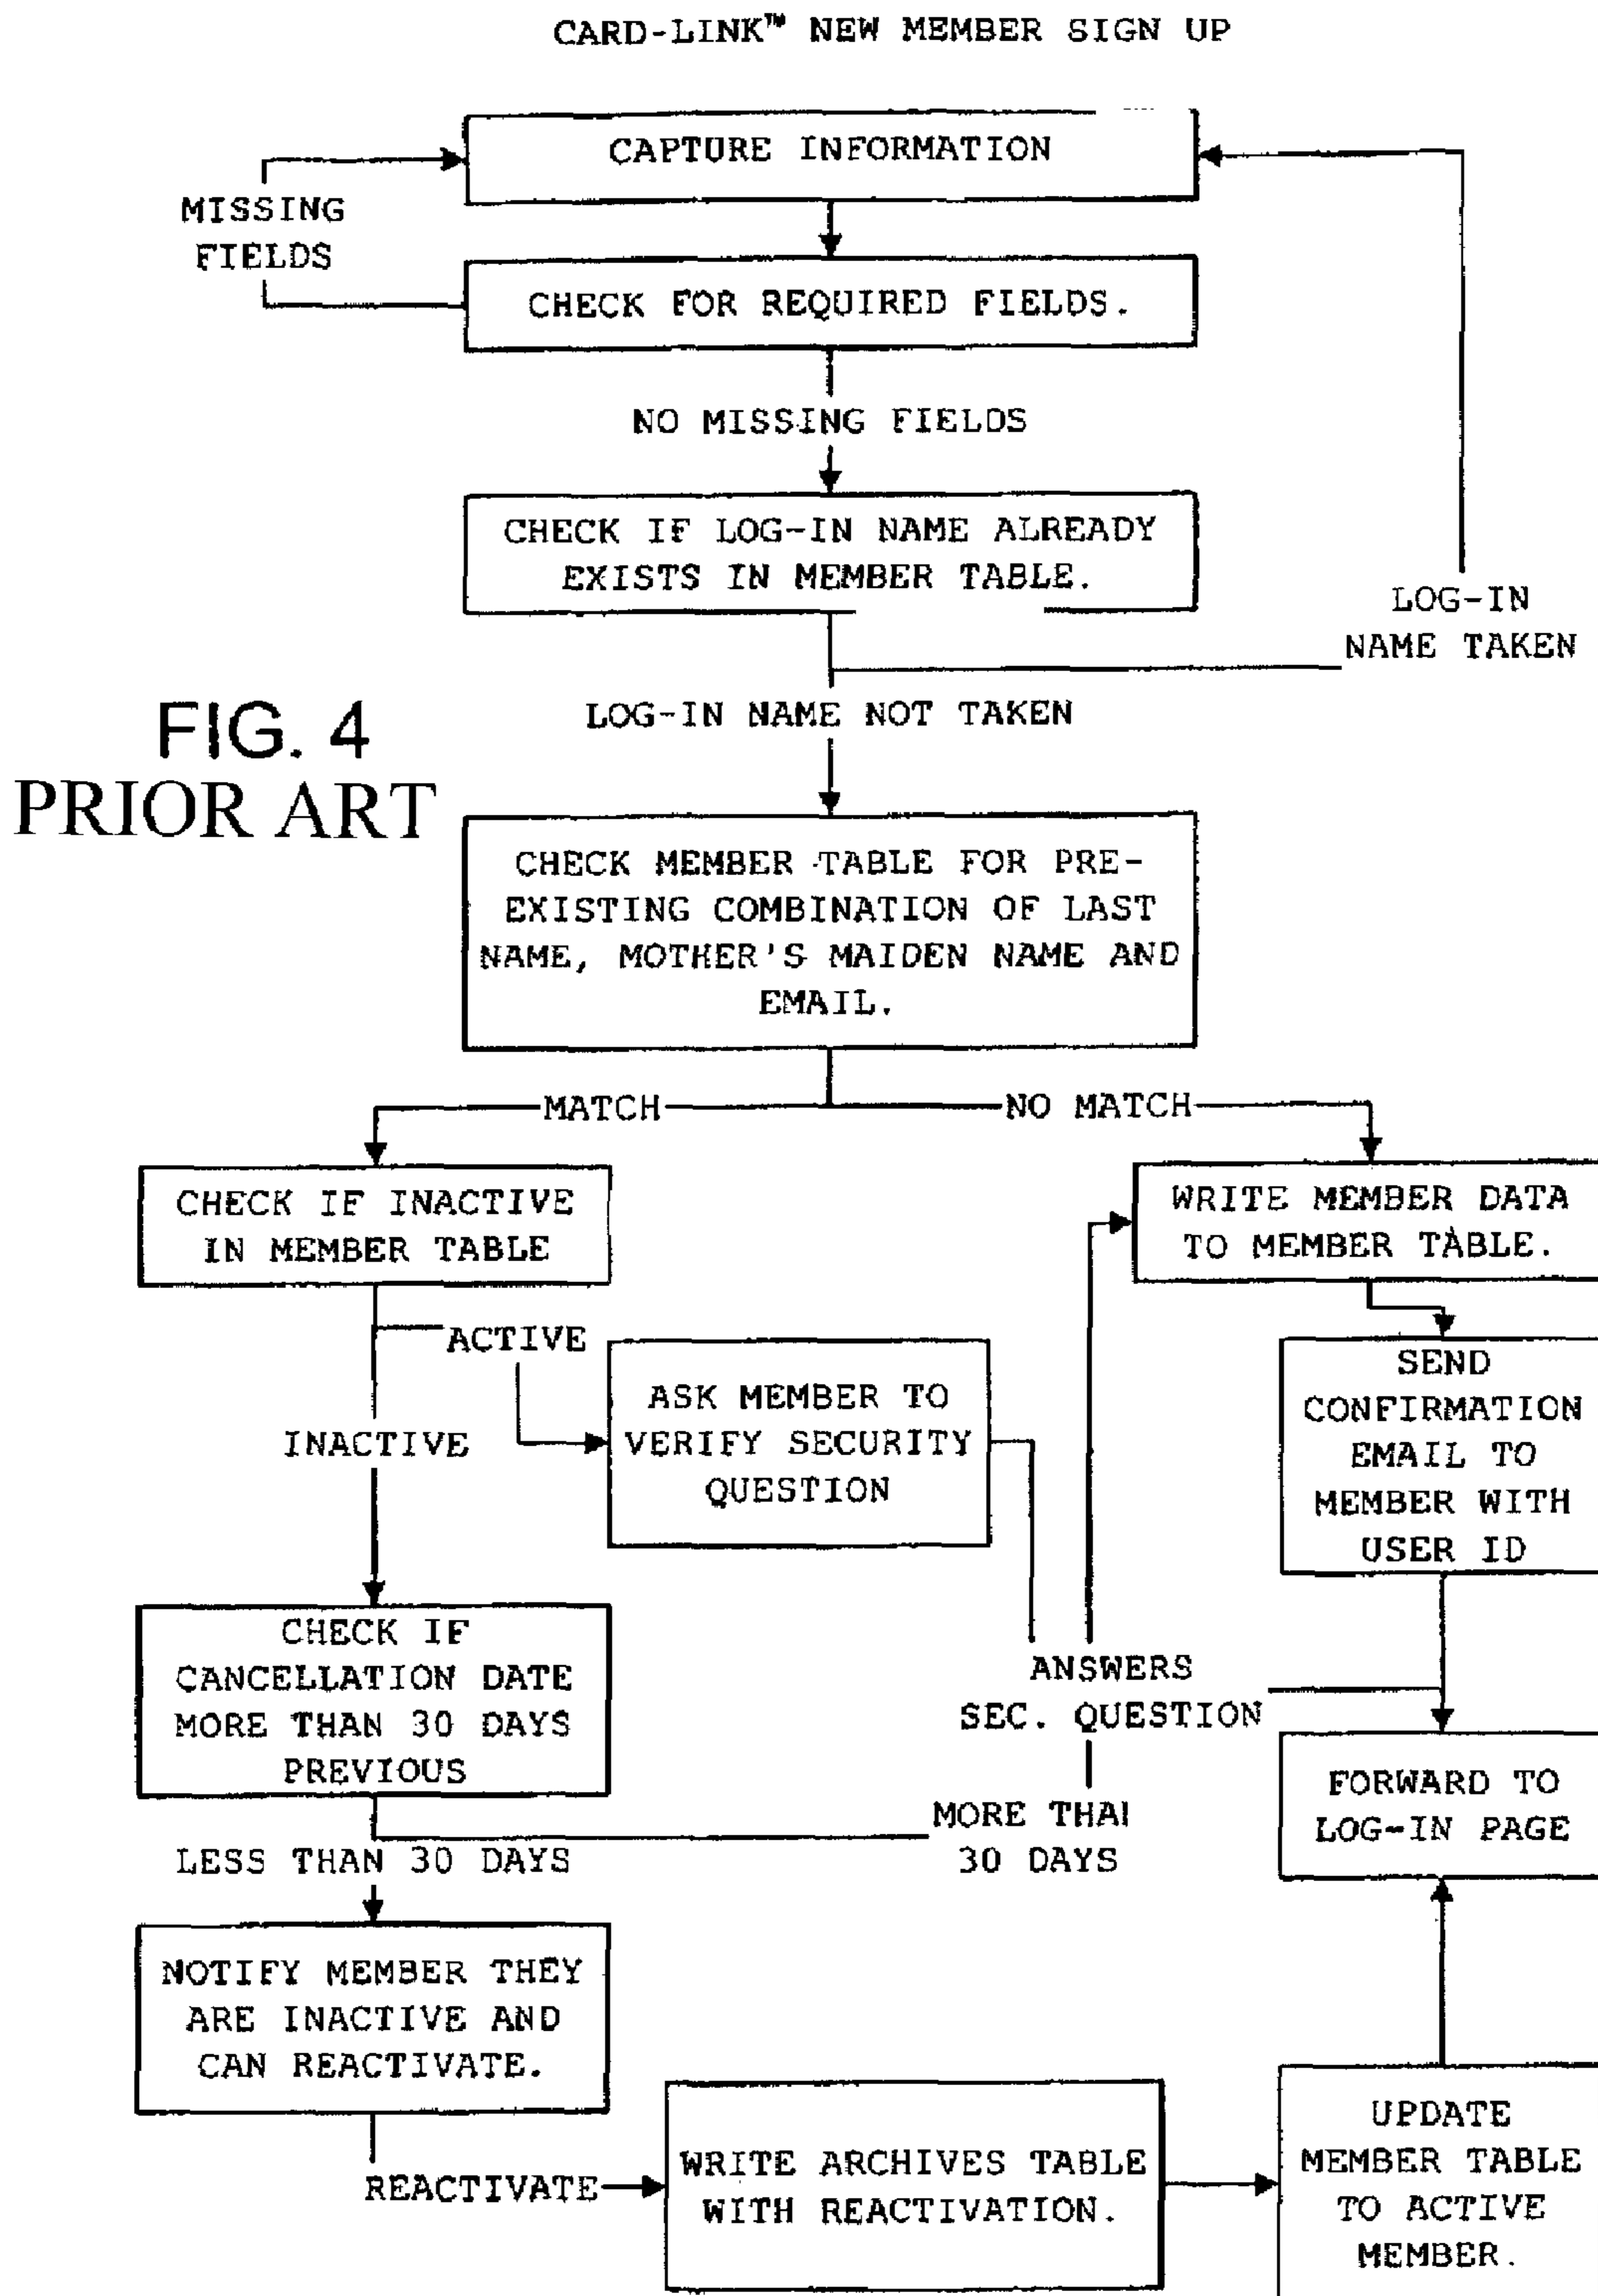 CARD-LINK™ NEW MEMBER SIGN UP
CAPTURE INFORMATION
MISSING
FIELDS
CHECK FOR REQUIRED FIELDS.
NO MISSING FIELDS
CHECK IF LOG-IN NAME ALREADY
EXISTS IN MEMBER TABLE.
LOG-IN
NAME TAKEN
LOG-IN NAME NOT TAKEN
FIG. 4
PRIOR ART
CHECK MEMBER TABLE FOR PRE-
EXISTING COMBINATION OF LAST
NAME, MOTHER'S MAIDEN NAME AND
EMAIL.
MATCH
NO MATCH
CHECK IF INACTIVE
IN MEMBER TABLE
WRITE MEMBER DATA
TO MEMBER TABLE.
ACTIVE
INACTIVE
ASK MEMBER TO
VERIFY SECURITY
QUESTION
SEND
CONFIRMATION
EMAIL TO
MEMBER WITH
USER ID
CHECK IF
CANCELLATION DATE
MORE THAN 30 DAYS
PREVIOUS
ANSWERS
SEC. QUESTION
FORWARD TO
LOG-IN PAGE
LESS THAN 30 DAYS
MORE THAN
30 DAYS
NOTIFY MEMBER THEY
ARE INACTIVE AND
CAN REACTIVATE.
REACTIVATE
WRITE ARCHIVES TABLE
WITH REACTIVATION.
UPDATE
MEMBER TABLE
TO ACTIVE
MEMBER.